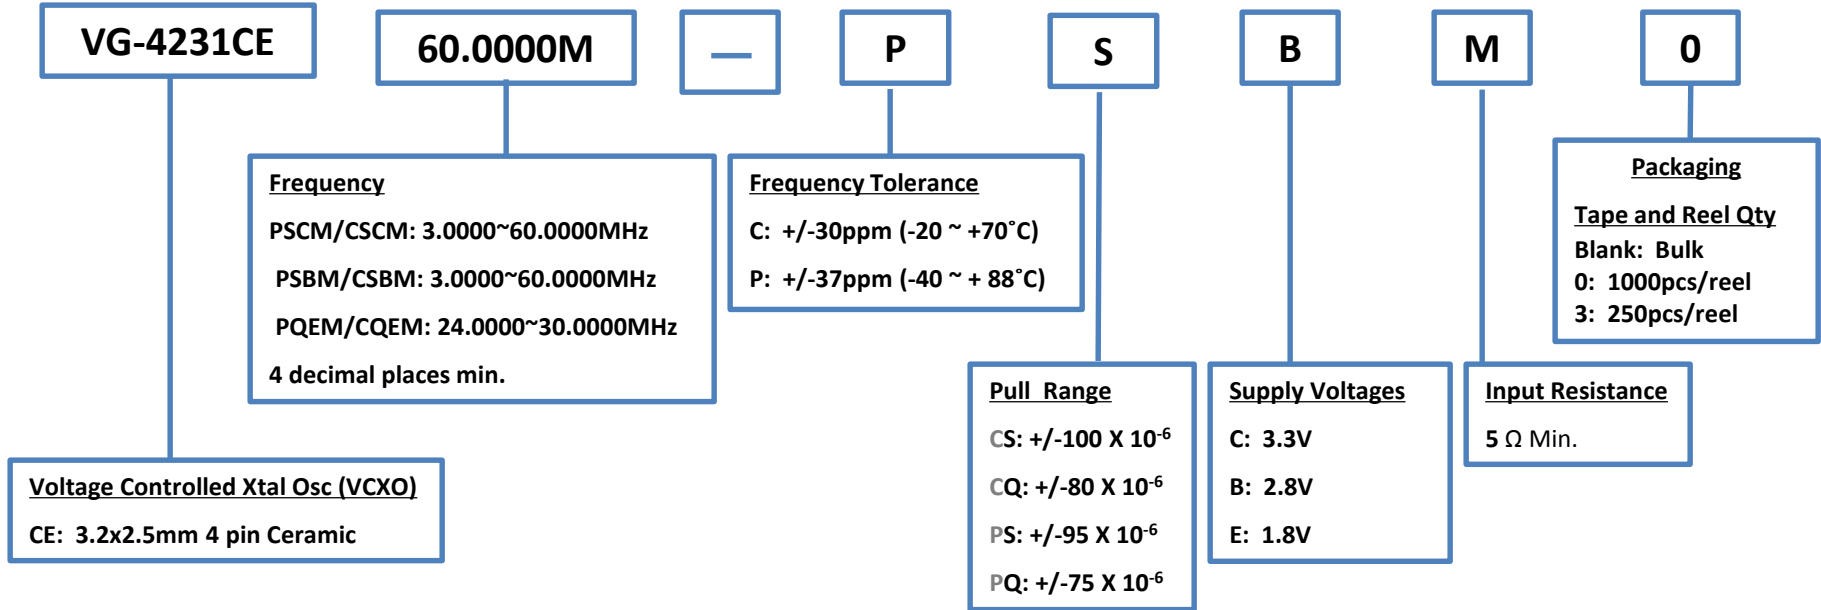 VG-4231CE
60.0000M
—
P
S
B
M
0
Frequency
PSCM/CSCM: 3.0000~60.0000MHz
PSBM/CSBM: 3.0000~60.0000MHz
PQEM/CQEM: 24.0000~30.0000MHz
4 decimal places min.
Frequency Tolerance
C: +/-30ppm (-20 ~ +70˚C)
P: +/-37ppm (-40 ~ + 88˚C)
Packaging
Tape and Reel Qty
Blank: Bulk
0: 1000pcs/reel
3: 250pcs/reel
Pull Range
CS: +/-100 X 10⁻⁶
CQ: +/-80 X 10⁻⁶
PS: +/-95 X 10⁻⁶
PQ: +/-75 X 10⁻⁶
Supply Voltages
C: 3.3V
B: 2.8V
E: 1.8V
Input Resistance
5 Ω Min.
Voltage Controlled Xtal Osc (VCXO)
CE: 3.2x2.5mm 4 pin Ceramic